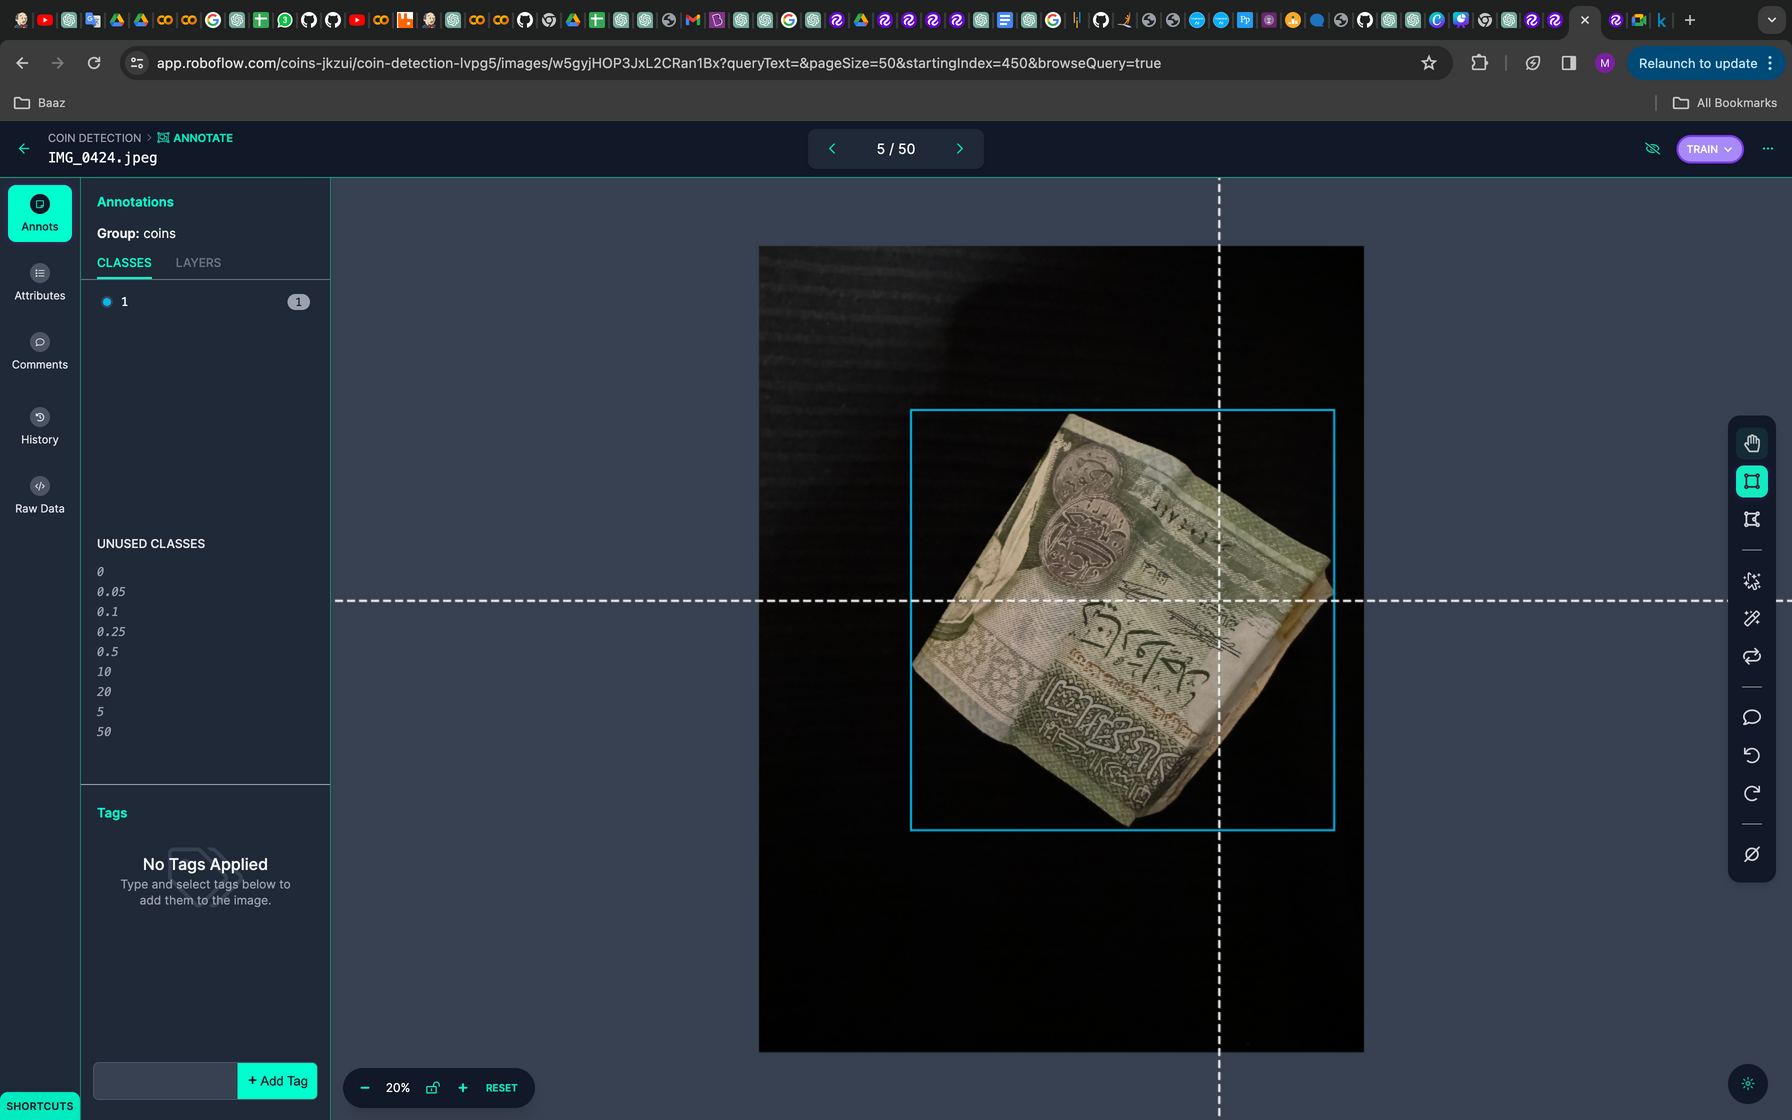 Relaunch to update
app.roboflow.com/coins-jkzui/coin-detection-lvpg5/images/w5gyjHOP3JxL2CRan1Bx?queryText=&pageSize=50&startingIndex=450&browseQuery=true
Baaz
All Bookmarks
COIN DETECTION > ANNOTATE
IMG_0424.jpeg
5 / 50
TRAIN
Annots
Attributes
Comments
History
Raw Data
Annotations
Group: coins
CLASSES LAYERS
1 1
UNUSED CLASSES
0
0.05
0.1
0.25
0.5
10
20
5
50
Tags
No Tags Applied
Type and select tags below to
add them to the image.
+ Add Tag
SHORTCUTS
20%
RESET